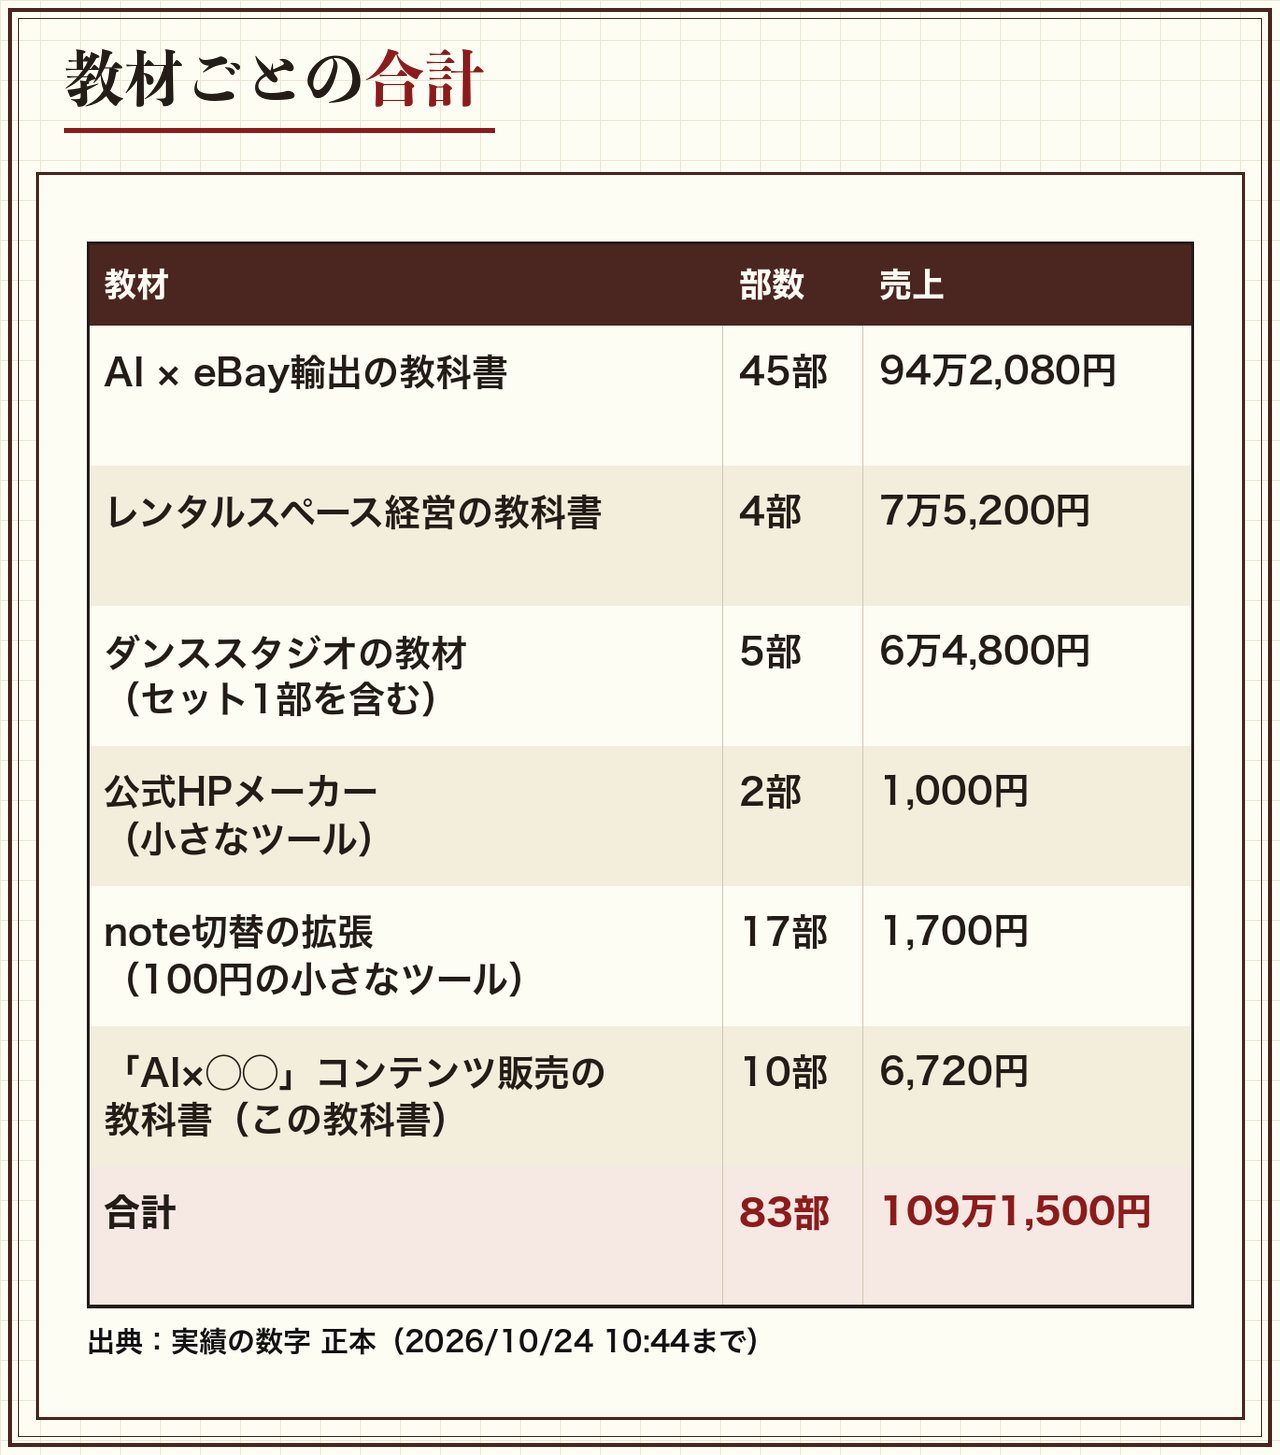 教材ごとの合計
教材 部数 売上
AI × eBay輸出の教科書 45部 94万2,080円
レンタルスペース経営の教科書 4部 7万5,200円
ダンススタジオの教材 5部 6万4,800円
（セット1部を含む）
公式HPメーカー 2部 1,000円
（小さなツール）
note切替の拡張 17部 1,700円
（100円の小さなツール）
「AI×◯◯」コンテンツ販売の 10部 6,720円
教科書（この教科書）
合計 83部 109万1,500円
出典：実績の数字 正本（2026/10/24 10:44まで）